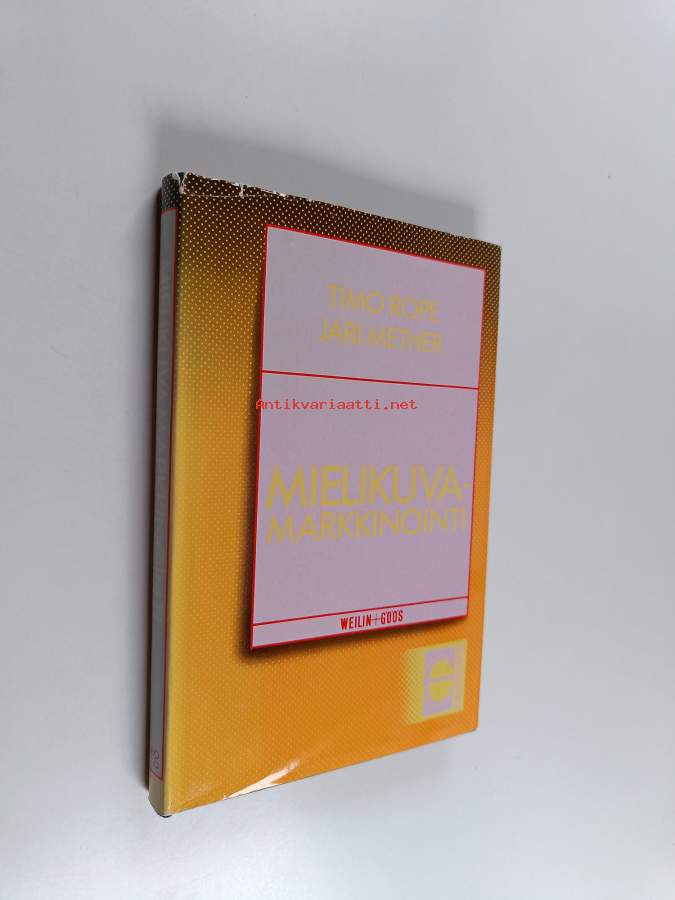 TIMO ROPE
JARI METHER
Antikvariaatti.net
MIELIKUVA-
MARKKINOINTI
WEILIN+GÖÖS